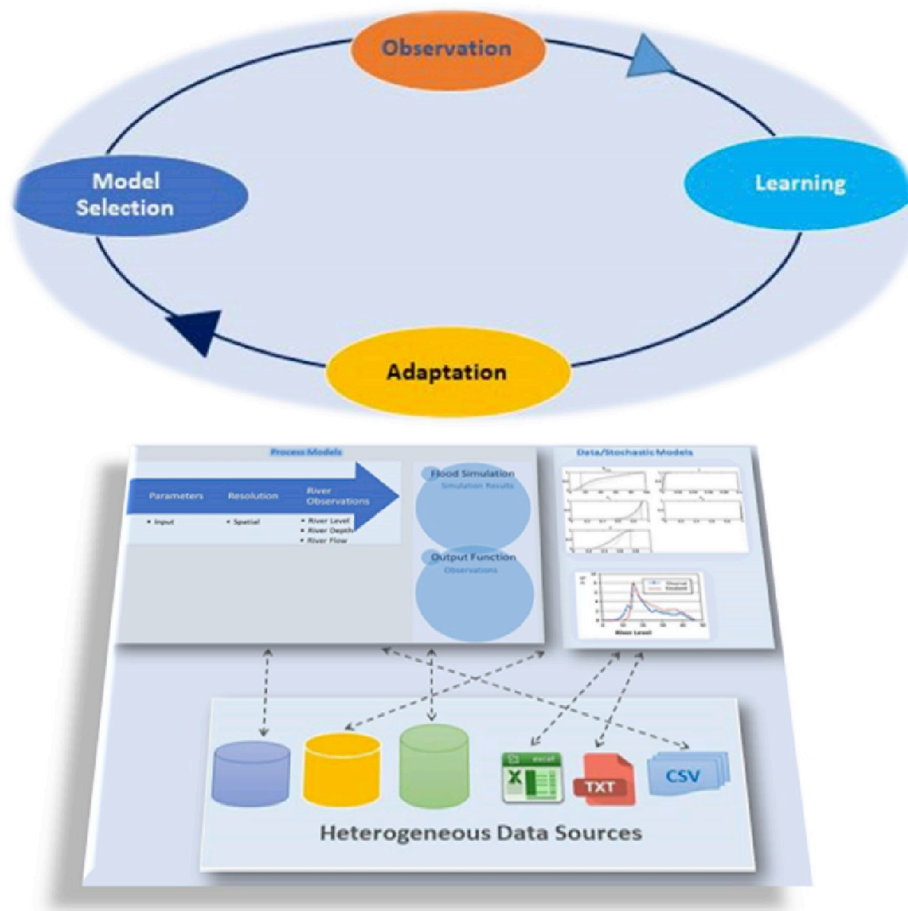 Observation
Model
Selection
Learning
Adaptation
Process Models
Data/Stochastic Models
Parameters
Resolution
River
Observations
• Input
• Spatial
• River Level
• River Depth
• River Flow
Flood Simulation
Simulation Results
Output Function
Observations
River Level
excel
X
TXT
CSV
Heterogeneous Data Sources